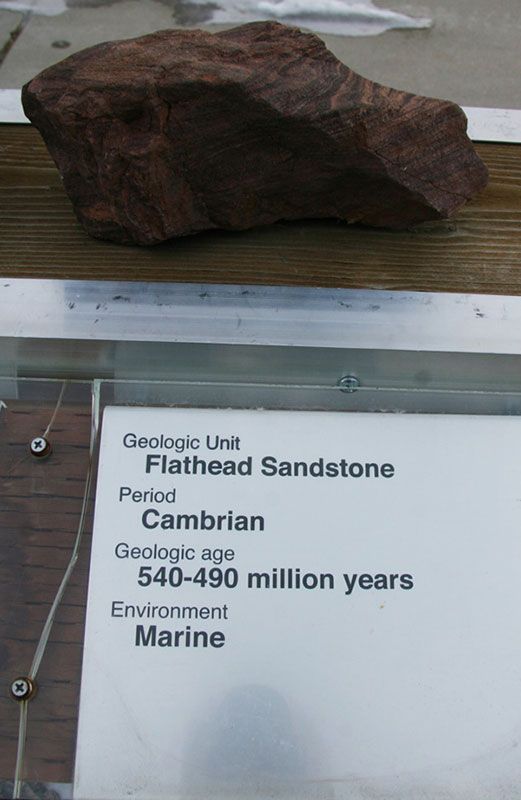 Geologic Unit
Flathead Sandstone
Period
Cambrian
Geologic age
540-490 million years
Environment
Marine